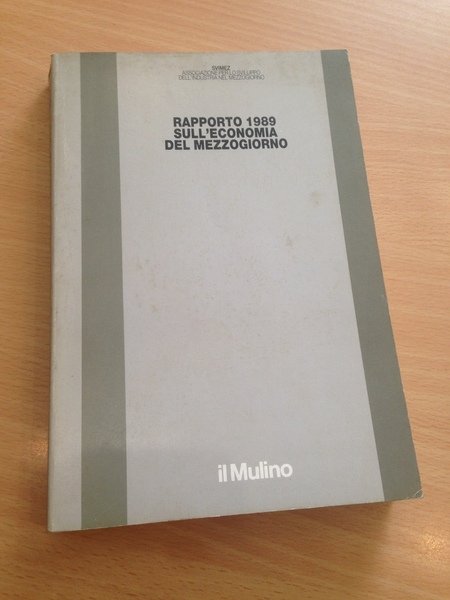 SVIMEZ
ASSOCIAZIONE PER LO SVILUPPO
DELL'INDUSTRIA NEL MEZZOGIORNO
RAPPORTO 1989
SULL'ECONOMIA
DEL MEZZOGIORNO
il Mulino